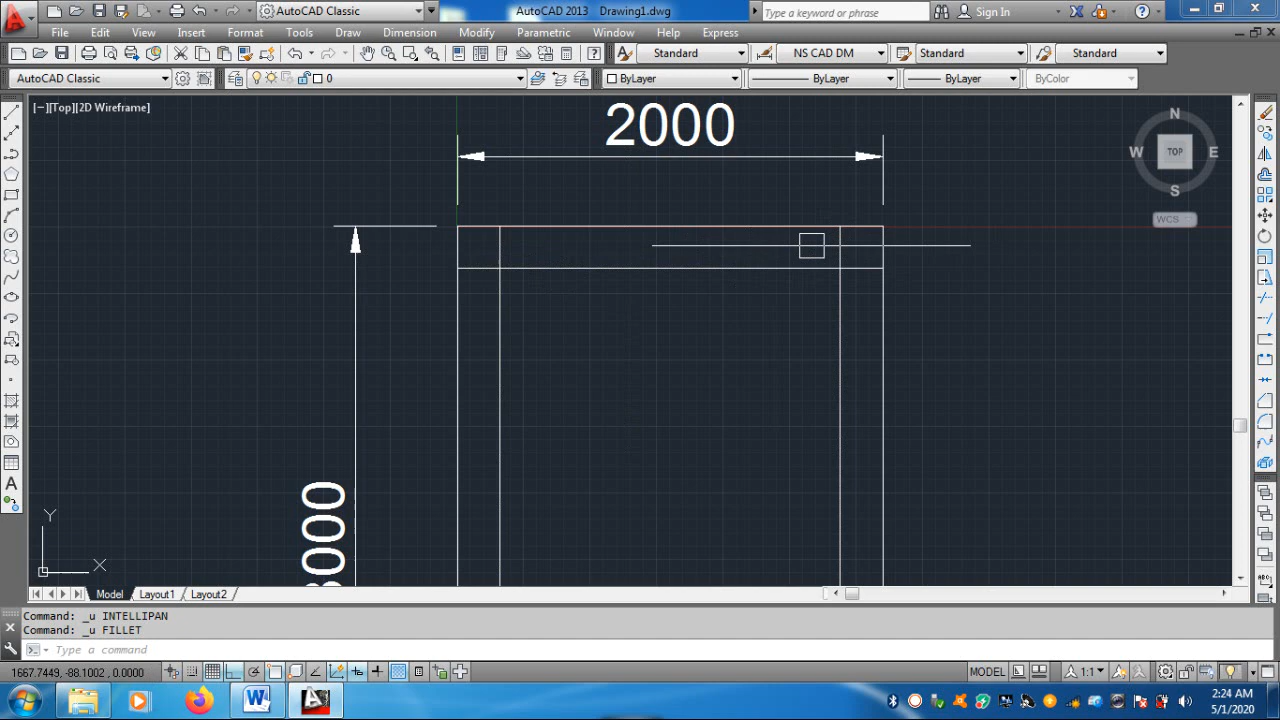 AutoCAD Classic AutoCAD 2013 Drawing1.dwg Type a keyword or phrase Sign In
File Edit View Insert Format Tools Draw Dimension Modify Parametric Window Help Express
Standard NS CAD DM Standard Standard
AutoCAD Classic 0 ByLayer ByLayer ByLayer ByColor
[−][Top][2D Wireframe]
2000
N
W TOP E
S
WCS
3000
Y
X
Model Layout1 Layout2
Command: _u INTELLIPAN
Command: _u FILLET
Type a command
1667.7449, -88.1002 , 0.0000 MODEL 1:1
2:24 AM
5/1/2020